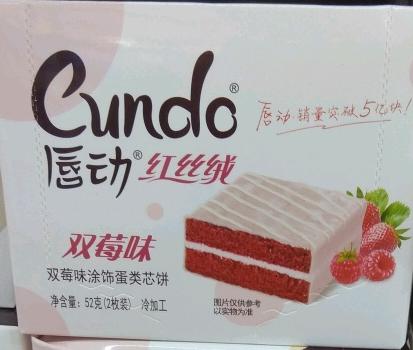 Cundo®
唇动®红丝绒
唇动·销量突破5亿块!
双莓味
双莓味涂饰蛋类芯饼
净含量：52克(2枚装) 冷加工
图片仅供参考
以实物为准